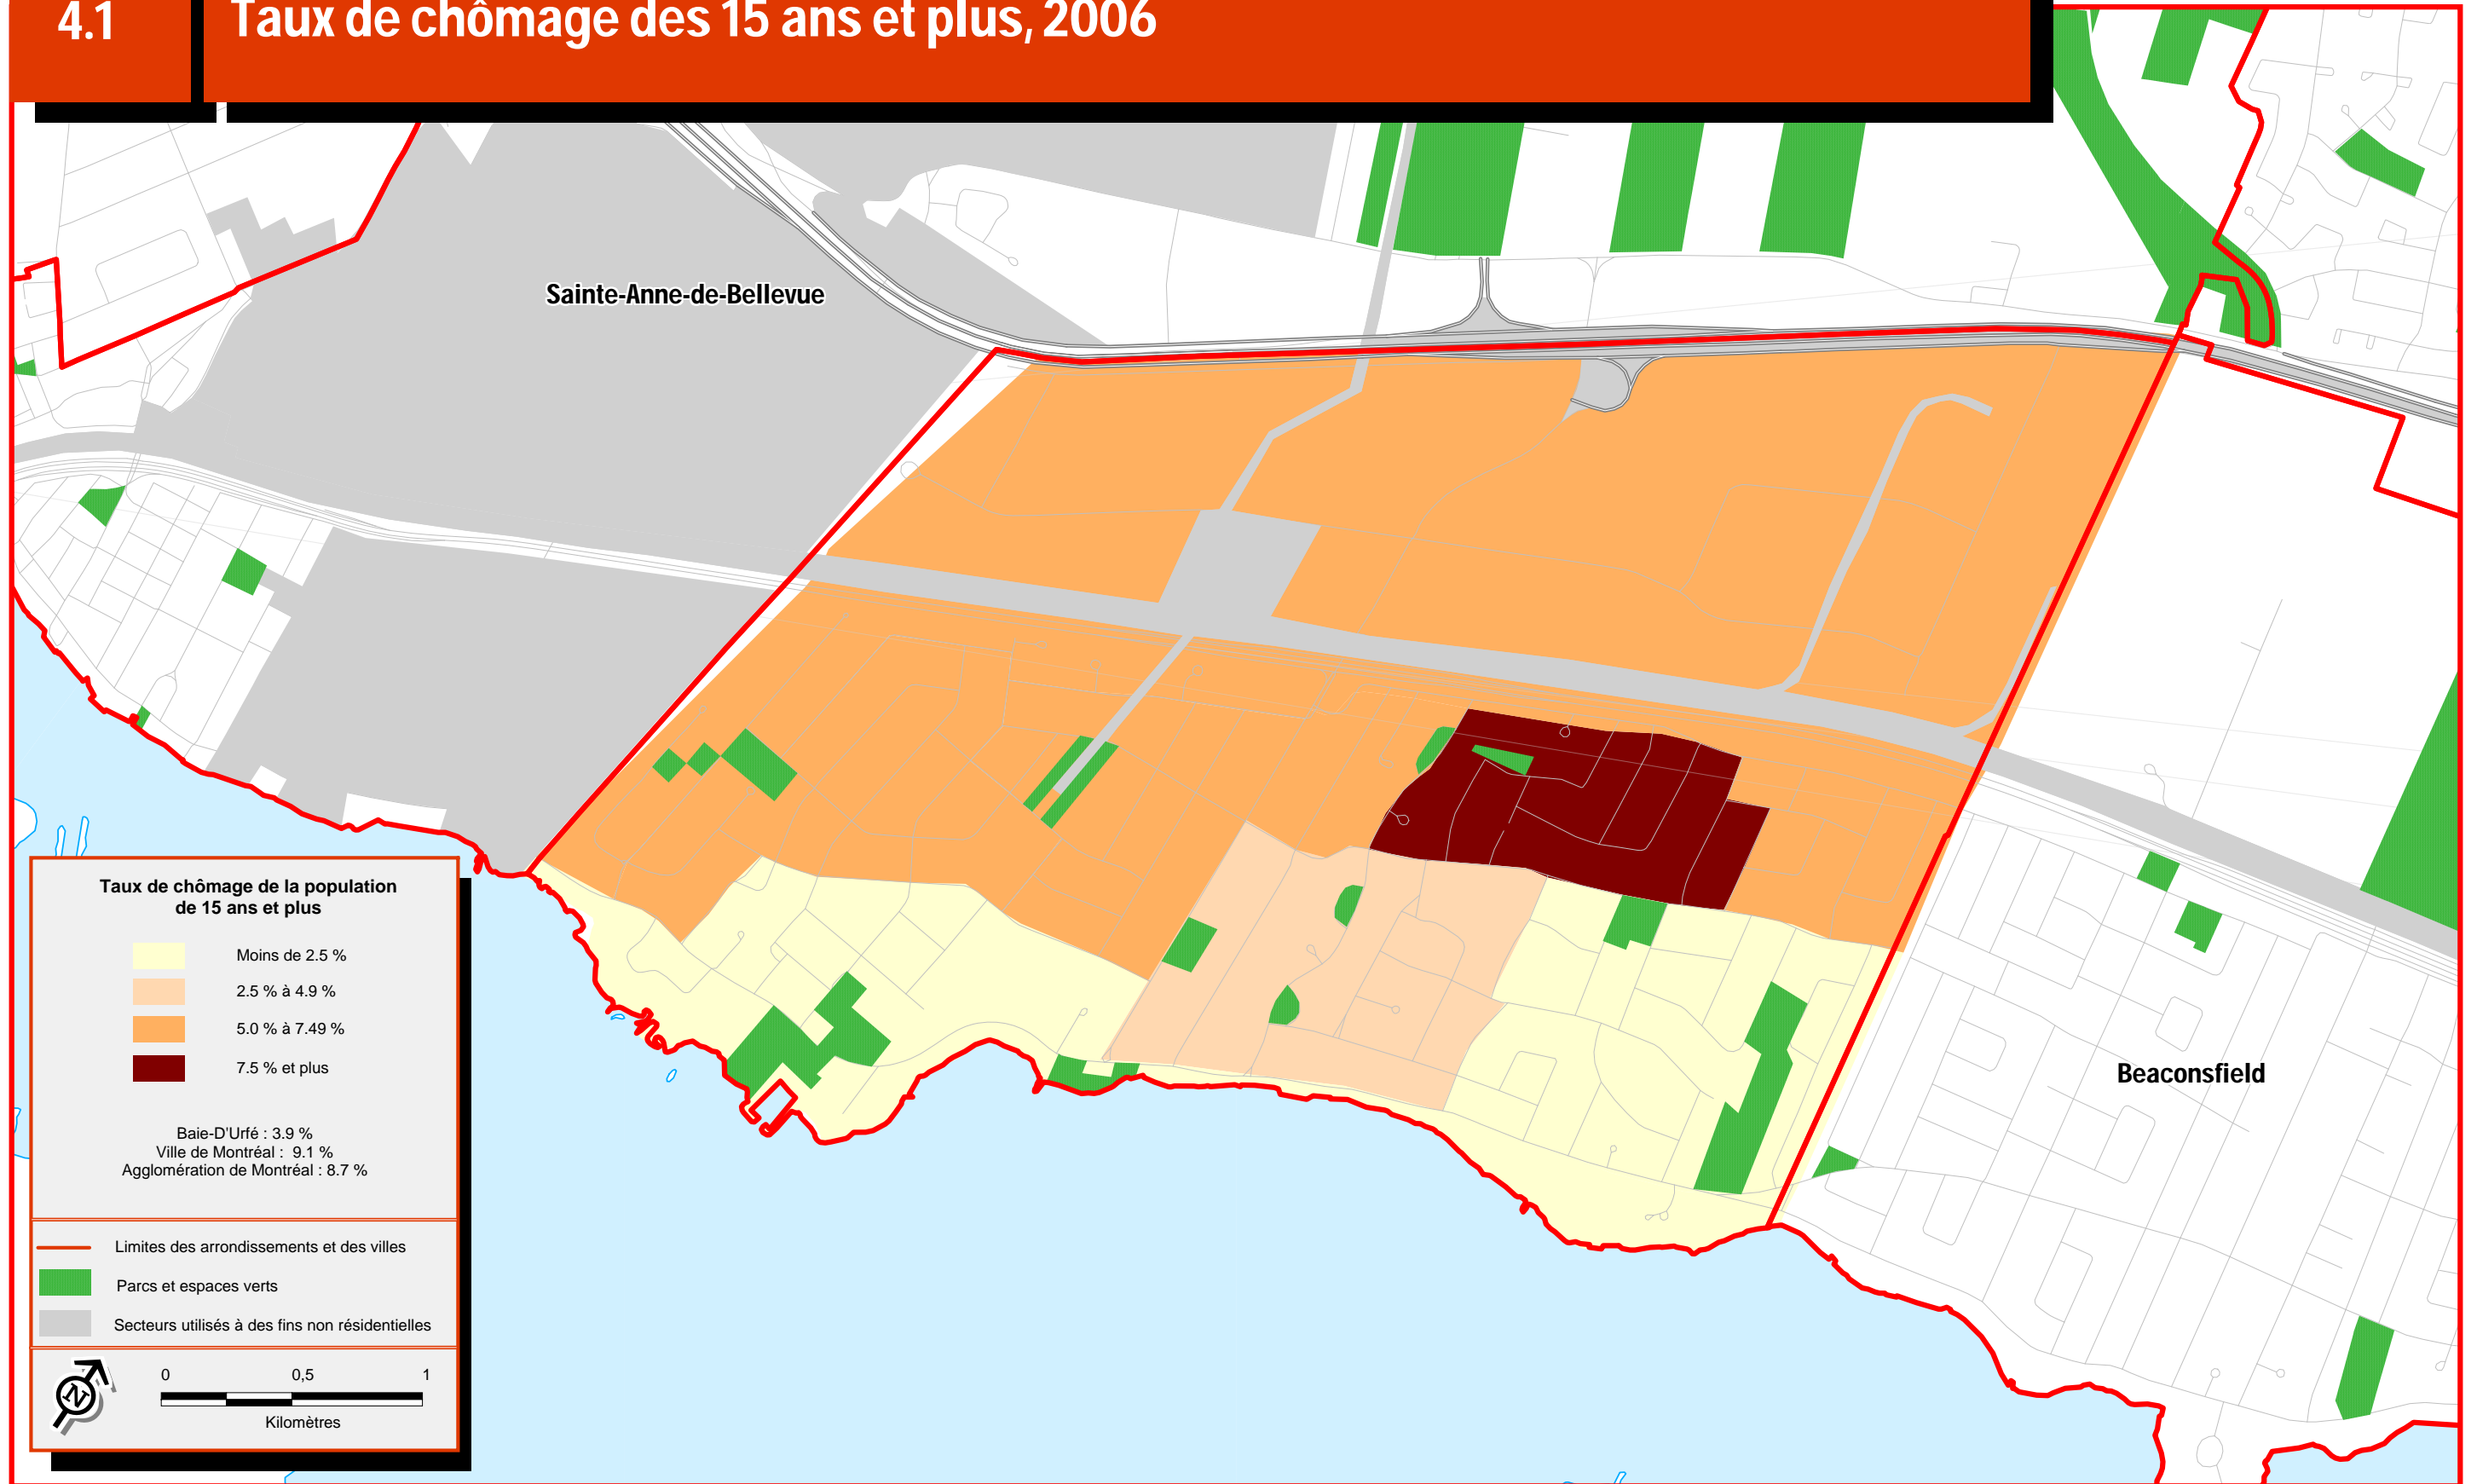 4.1
Taux de chômage des 15 ans et plus, 2006
Sainte-Anne-de-Bellevue
Beaconsfield
Taux de chômage de la population
de 15 ans et plus
Moins de 2.5 %
2.5 % à 4.9 %
5.0 % à 7.49 %
7.5 % et plus
Baie-D'Urfé : 3.9 %
Ville de Montréal : 9.1 %
Agglomération de Montréal : 8.7 %
Limites des arrondissements et des villes
Parcs et espaces verts
Secteurs utilisés à des fins non résidentielles
N
0 0,5 1
Kilomètres